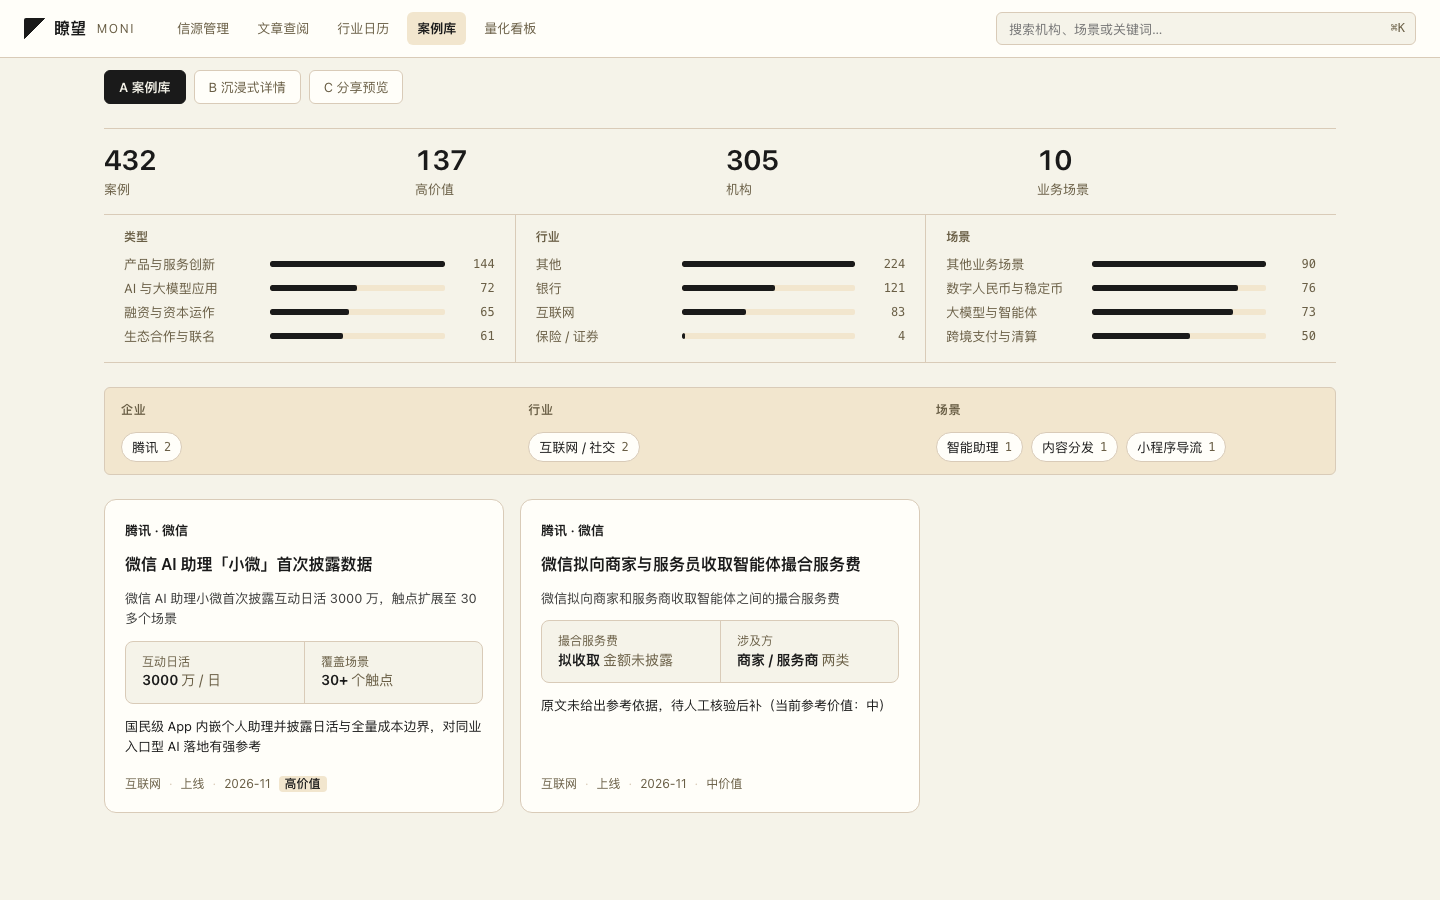 瞭望 MONI 信源管理 文章查阅 行业日历 案例库 量化看板 搜索机构、场景或关键词... ⌘K
A 案例库 B 沉浸式详情 C 分享预览
432 137 305 10
案例 高价值 机构 业务场景
类型
产品与服务创新 144
AI 与大模型应用 72
融资与资本运作 65
生态合作与联名 61
行业
其他 224
银行 121
互联网 83
保险 / 证券 4
场景
其他业务场景 90
数字人民币与稳定币 76
大模型与智能体 73
跨境支付与清算 50
企业
腾讯 2
行业
互联网 / 社交 2
场景
智能助理 1 内容分发 1 小程序导流 1
腾讯 · 微信
微信 AI 助理「小微」首次披露数据
微信 AI 助理小微首次披露互动日活 3000 万，触点扩展至 30
多个场景
互动日活
3000 万 / 日
覆盖场景
30+ 个触点
国民级 App 内嵌个人助理并披露日活与全量成本边界，对同业
入口型 AI 落地有强参考
互联网 · 上线 · 2026-11 高价值
腾讯 · 微信
微信拟向商家与服务员收取智能体撮合服务费
微信拟向商家和服务商收取智能体之间的撮合服务费
撮合服务费
拟收取 金额未披露
涉及方
商家 / 服务商 两类
原文未给出参考依据，待人工核验后补（当前参考价值：中）
互联网 · 上线 · 2026-11 · 中价值